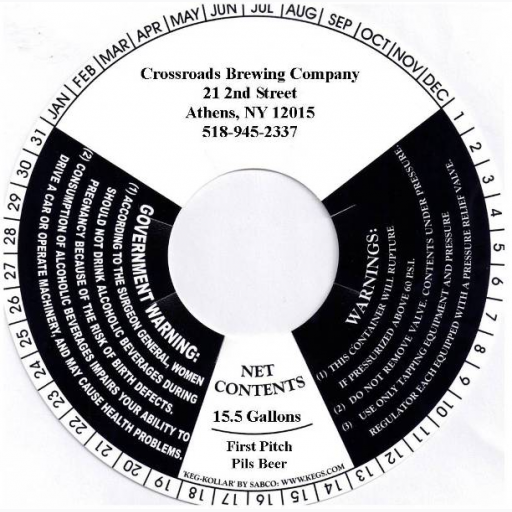 JAN | FEB | MAR | APR | MAY | JUN | JUL | AUG | SEP | OCT | NOV | DEC
1 | 2 | 3 | 4 | 5 | 6 | 7 | 8 | 9 | 10 | 11 | 12 | 13 | 14 | 15 | 16 | 17 | 18 | 19 | 20 | 21 | 22 | 23 | 24 | 25 | 26 | 27 | 28 | 29 | 30 | 31
Crossroads Brewing Company
21 2nd Street
Athens, NY 12015
518-945-2337
GOVERNMENT WARNING:
(1) ACCORDING TO THE SURGEON GENERAL, WOMEN
SHOULD NOT DRINK ALCOHOLIC BEVERAGES DURING
PREGNANCY BECAUSE OF THE RISK OF BIRTH DEFECTS.
(2) CONSUMPTION OF ALCOHOLIC BEVERAGES IMPAIRS YOUR ABILITY TO
DRIVE A CAR OR OPERATE MACHINERY, AND MAY CAUSE HEALTH PROBLEMS.
WARNINGS:
(1) THIS CONTAINER WILL RUPTURE
IF PRESSURIZED ABOVE 60 P.S.I.
(2) DO NOT REMOVE VALVE. CONTENTS UNDER PRESSURE.
(3) USE ONLY TAPPING EQUIPMENT AND PRESSURE
REGULATOR EACH EQUIPPED WITH A PRESSURE RELIEF VALVE.
NET
CONTENTS
15.5 Gallons
First Pitch
Pils Beer
'KEG-KOLLAR' BY SABCO: WWW.KEGS.COM